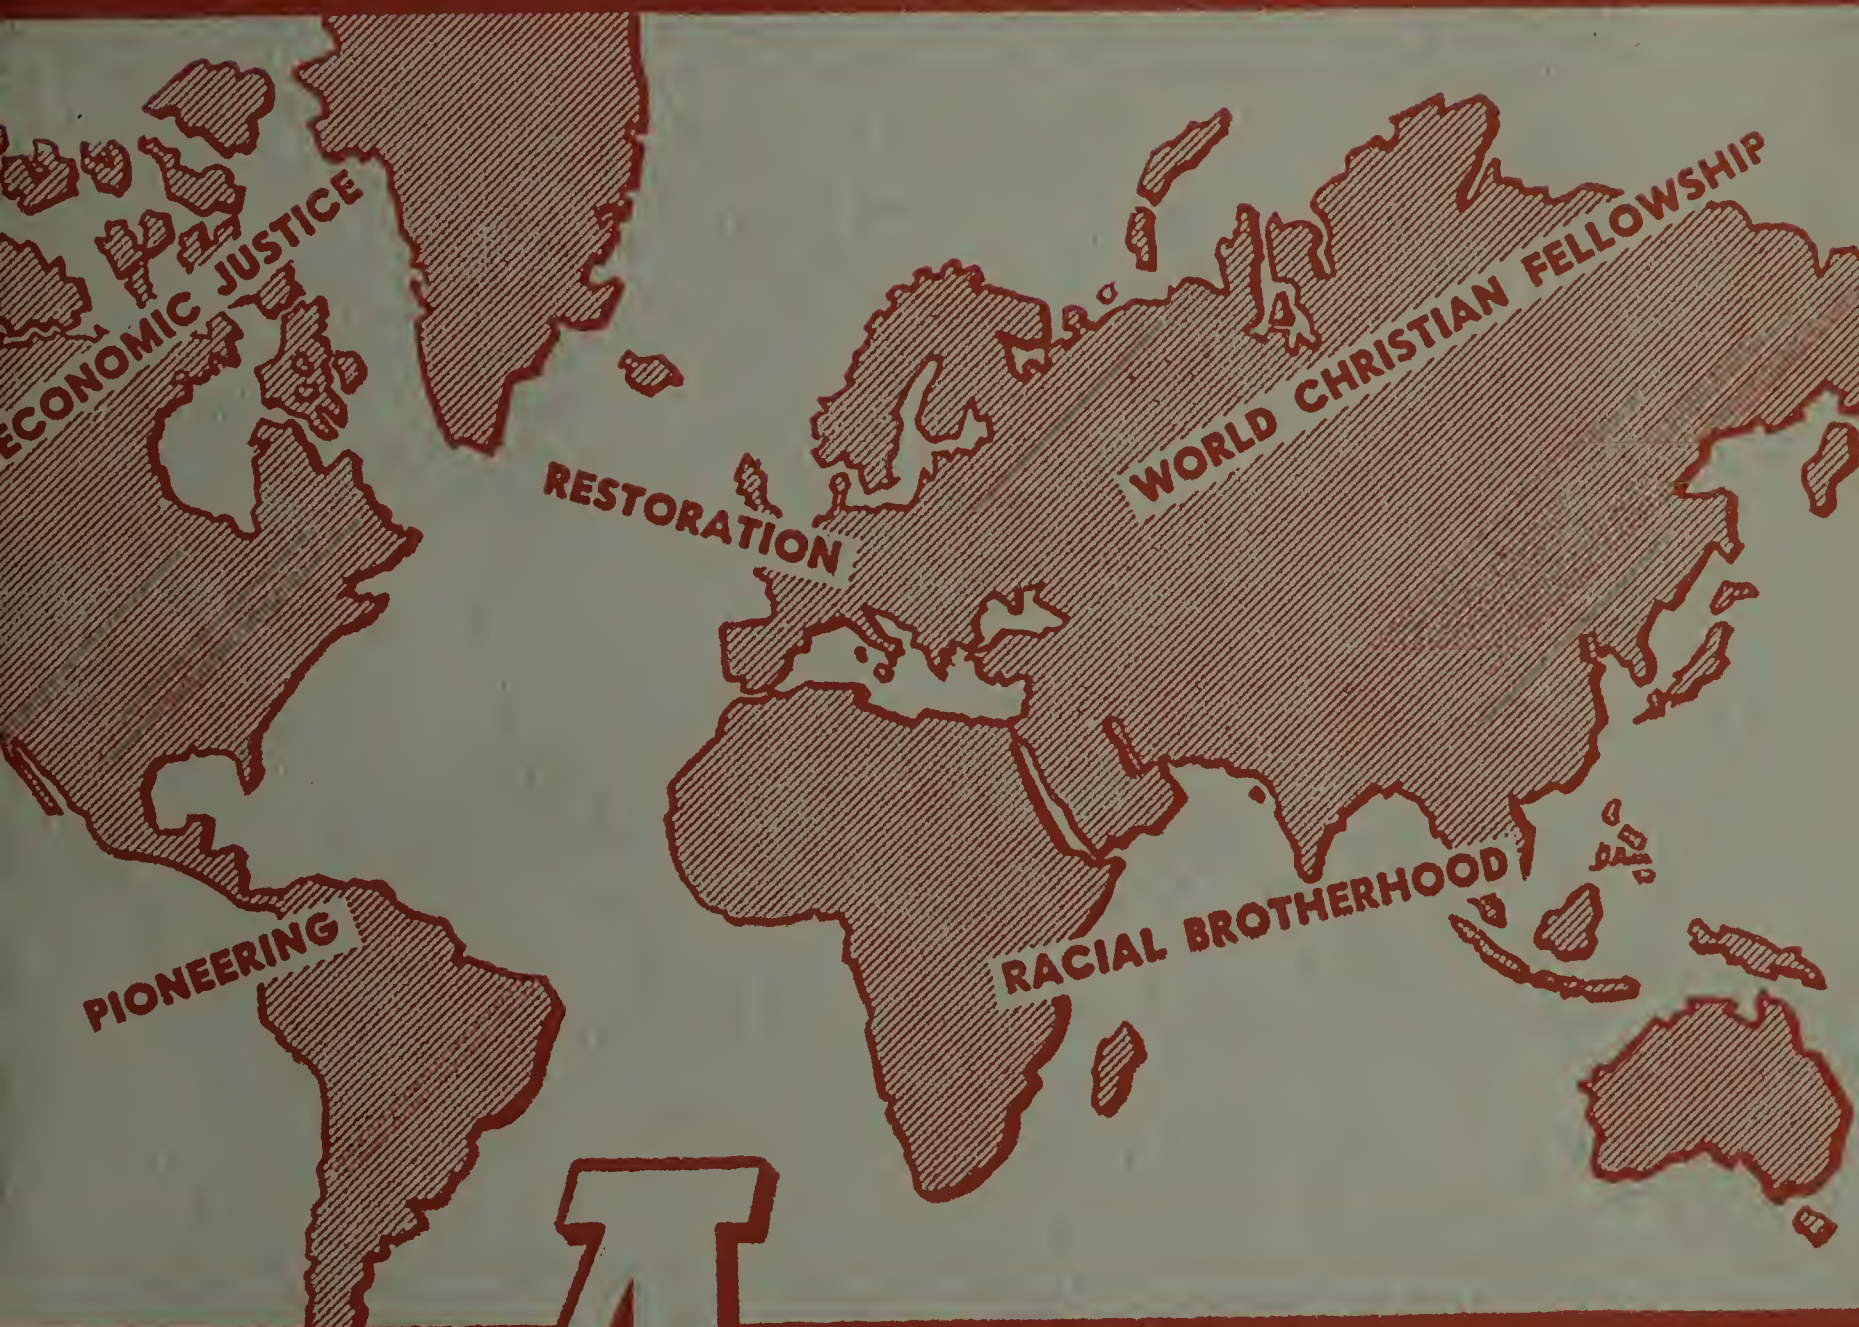 ECONOMIC JUSTICE
WORLD CHRISTIAN FELLOWSHIP
RESTORATION
RACIAL BROTHERHOOD
PIONEERING
A